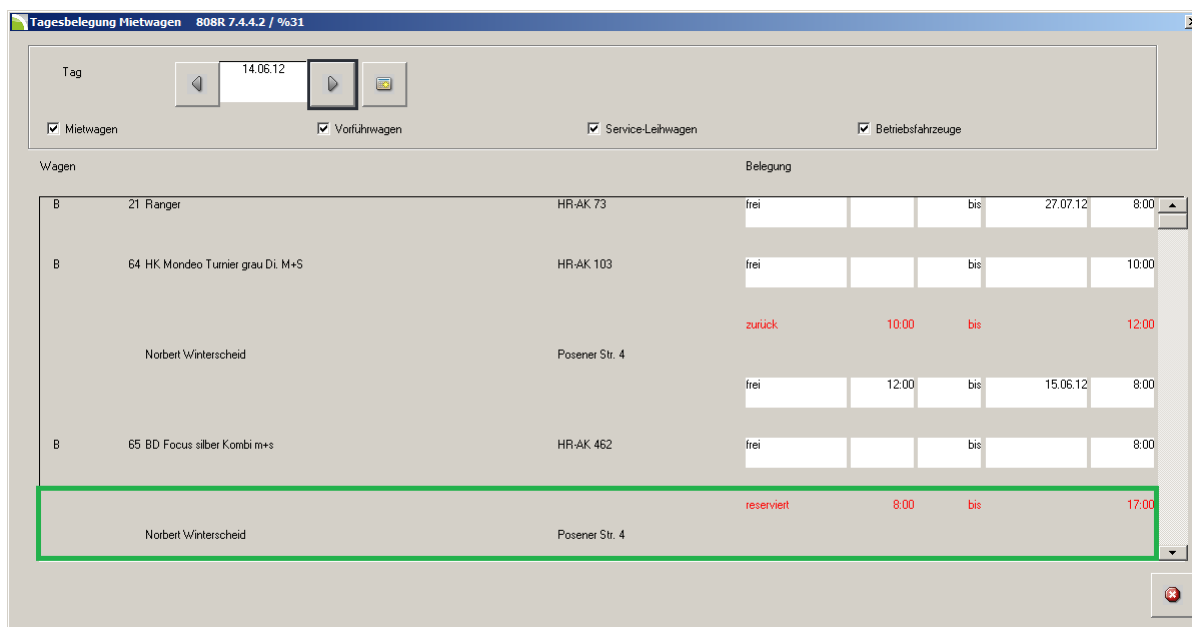 Tagesbelegung Mietwagen 808R 7.4.4.2 / %31
Tag 14.06.12
Mietwagen Vorführwagen Service-Leihwagen Betriebsfahrzeuge
Wagen Belegung
B 21 Ranger HR-AK 73 frei bis 27.07.12 8:00
B 64 HK Mondeo Turnier grau Di. M+S HR-AK 103 frei bis 10:00
zurück 10:00 bis 12:00
Norbert Winterscheid Posener Str. 4
frei 12:00 bis 15.06.12 8:00
B 65 BD Focus silber Kombi m+s HR-AK 462 frei bis 8:00
reserviert 8:00 bis 17:00
Norbert Winterscheid Posener Str. 4